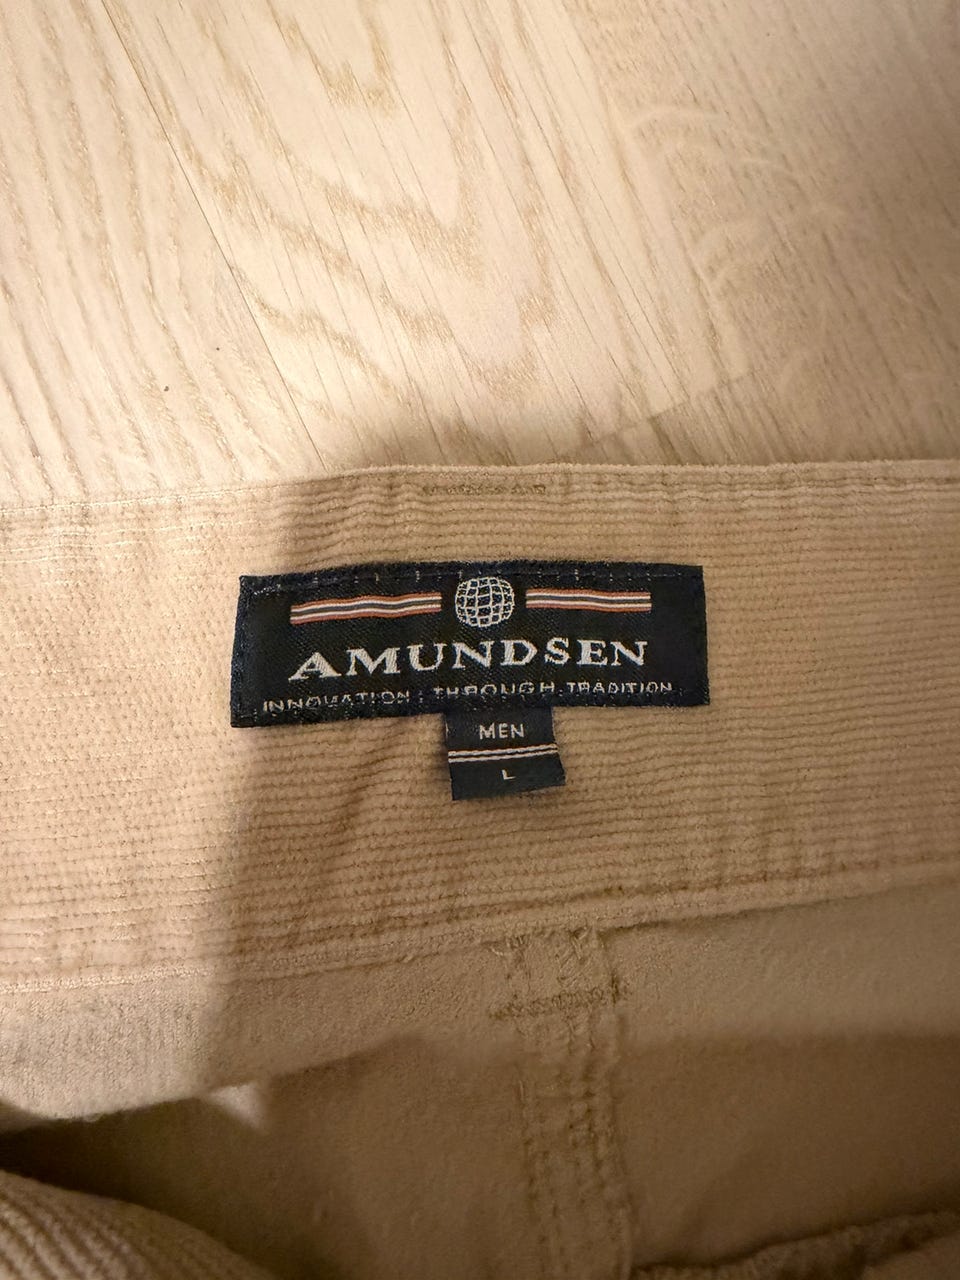 AMUNDSEN
INNOVATION THROUGH TRADITION
MEN
L